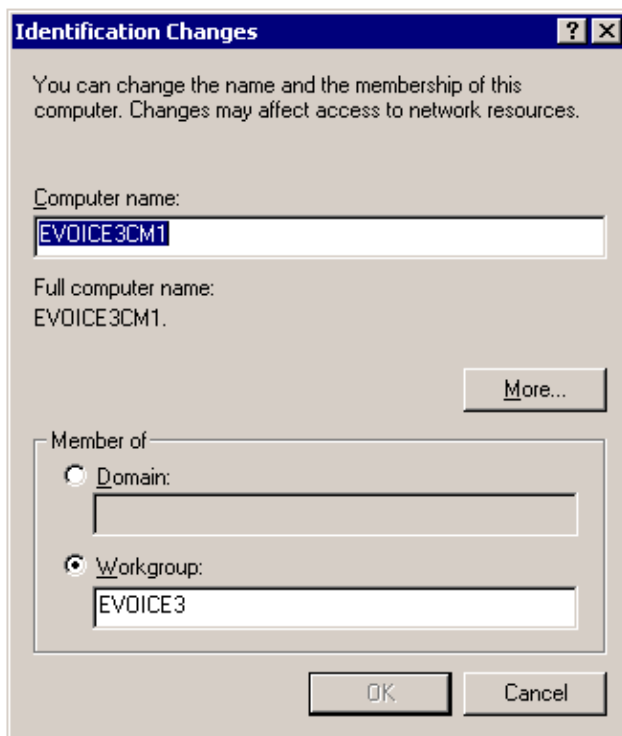 Identification Changes
You can change the name and the membership of this
computer. Changes may affect access to network resources.
Computer name:
EVOICE3CM1
Full computer name:
EVOICE3CM1.
More...
Member of
Domain:
Workgroup:
EVOICE3
OK
Cancel